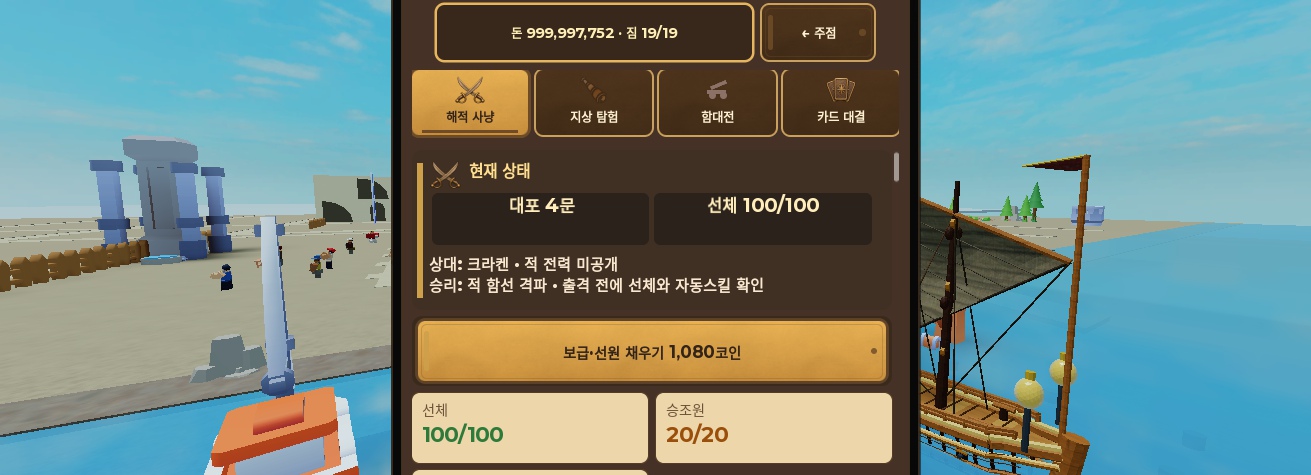 돈 999,997,752 · 짐 19/19
← 주점
해적 사냥
지상 탐험
함대전
카드 대결
현재 상태
대포 4문
선체 100/100
상대: 크라켄 • 적 전력 미공개
승리: 적 함선 격파 • 출격 전에 선체와 자동스킬 확인
보급·선원 채우기 1,080코인
선체
100/100
승조원
20/20